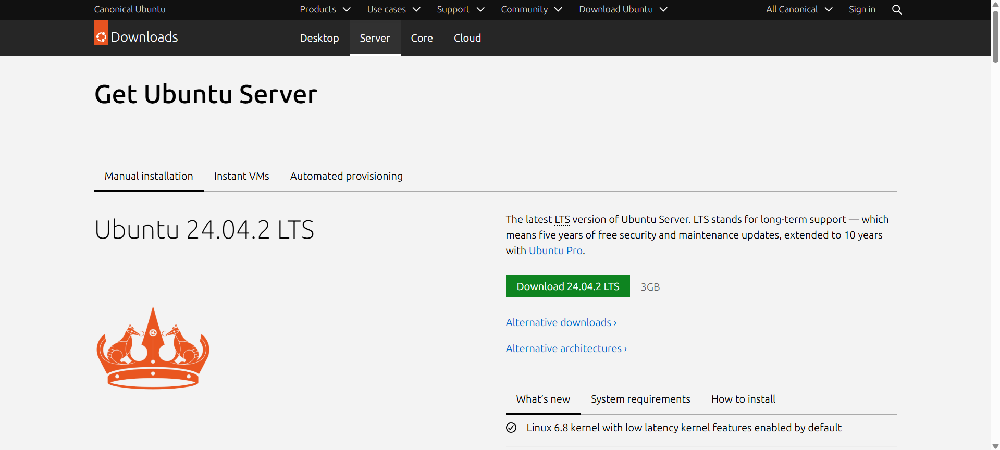 Canonical Ubuntu Products Use cases Support Community Download Ubuntu All Canonical Sign in
Downloads Desktop Server Core Cloud
Get Ubuntu Server
Manual installation Instant VMs Automated provisioning
Ubuntu 24.04.2 LTS
The latest LTS version of Ubuntu Server. LTS stands for long-term support — which
means five years of free security and maintenance updates, extended to 10 years
with Ubuntu Pro.
Download 24.04.2 LTS 3GB
Alternative downloads ›
Alternative architectures ›
What’s new System requirements How to install
Linux 6.8 kernel with low latency kernel features enabled by default